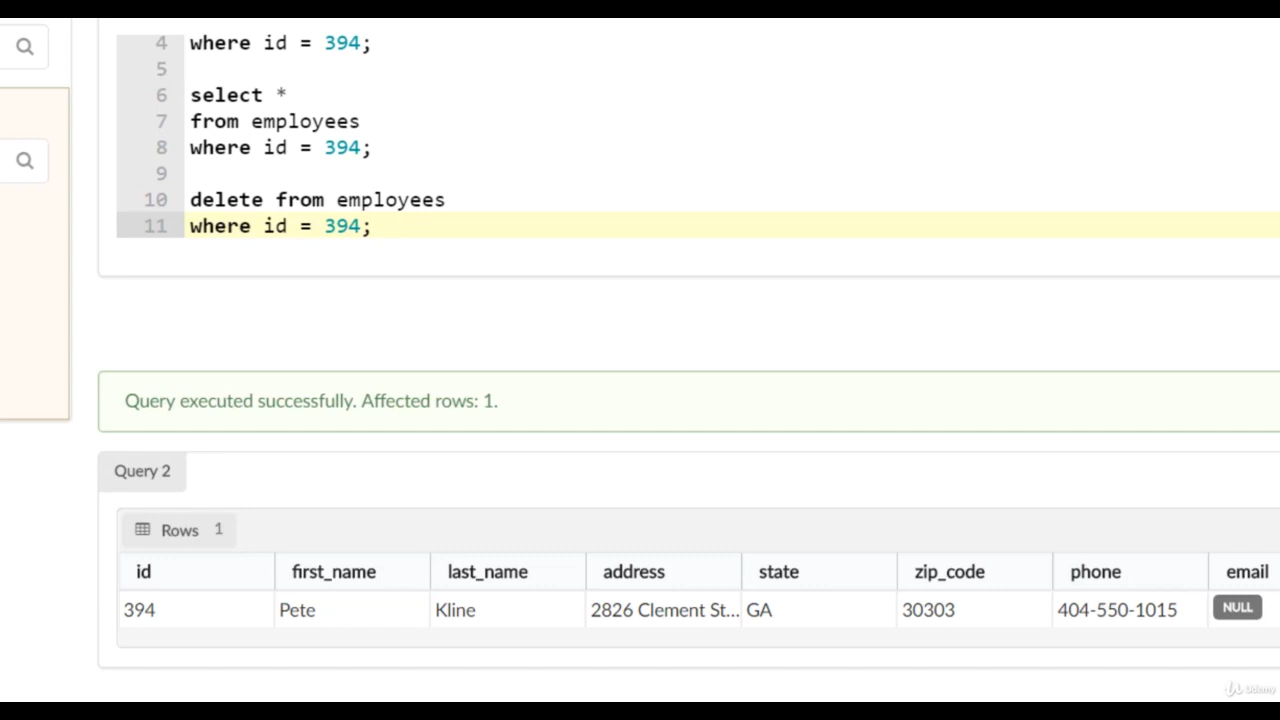 4 where id = 394;
5
6 select *
7 from employees
8 where id = 394;
9
10 delete from employees
11 where id = 394;
Query executed successfully. Affected rows: 1.
Query 2
Rows 1
id first_name last_name address state zip_code phone email
394 Pete Kline 2826 Clement St... GA 30303 404-550-1015 NULL
Udemy